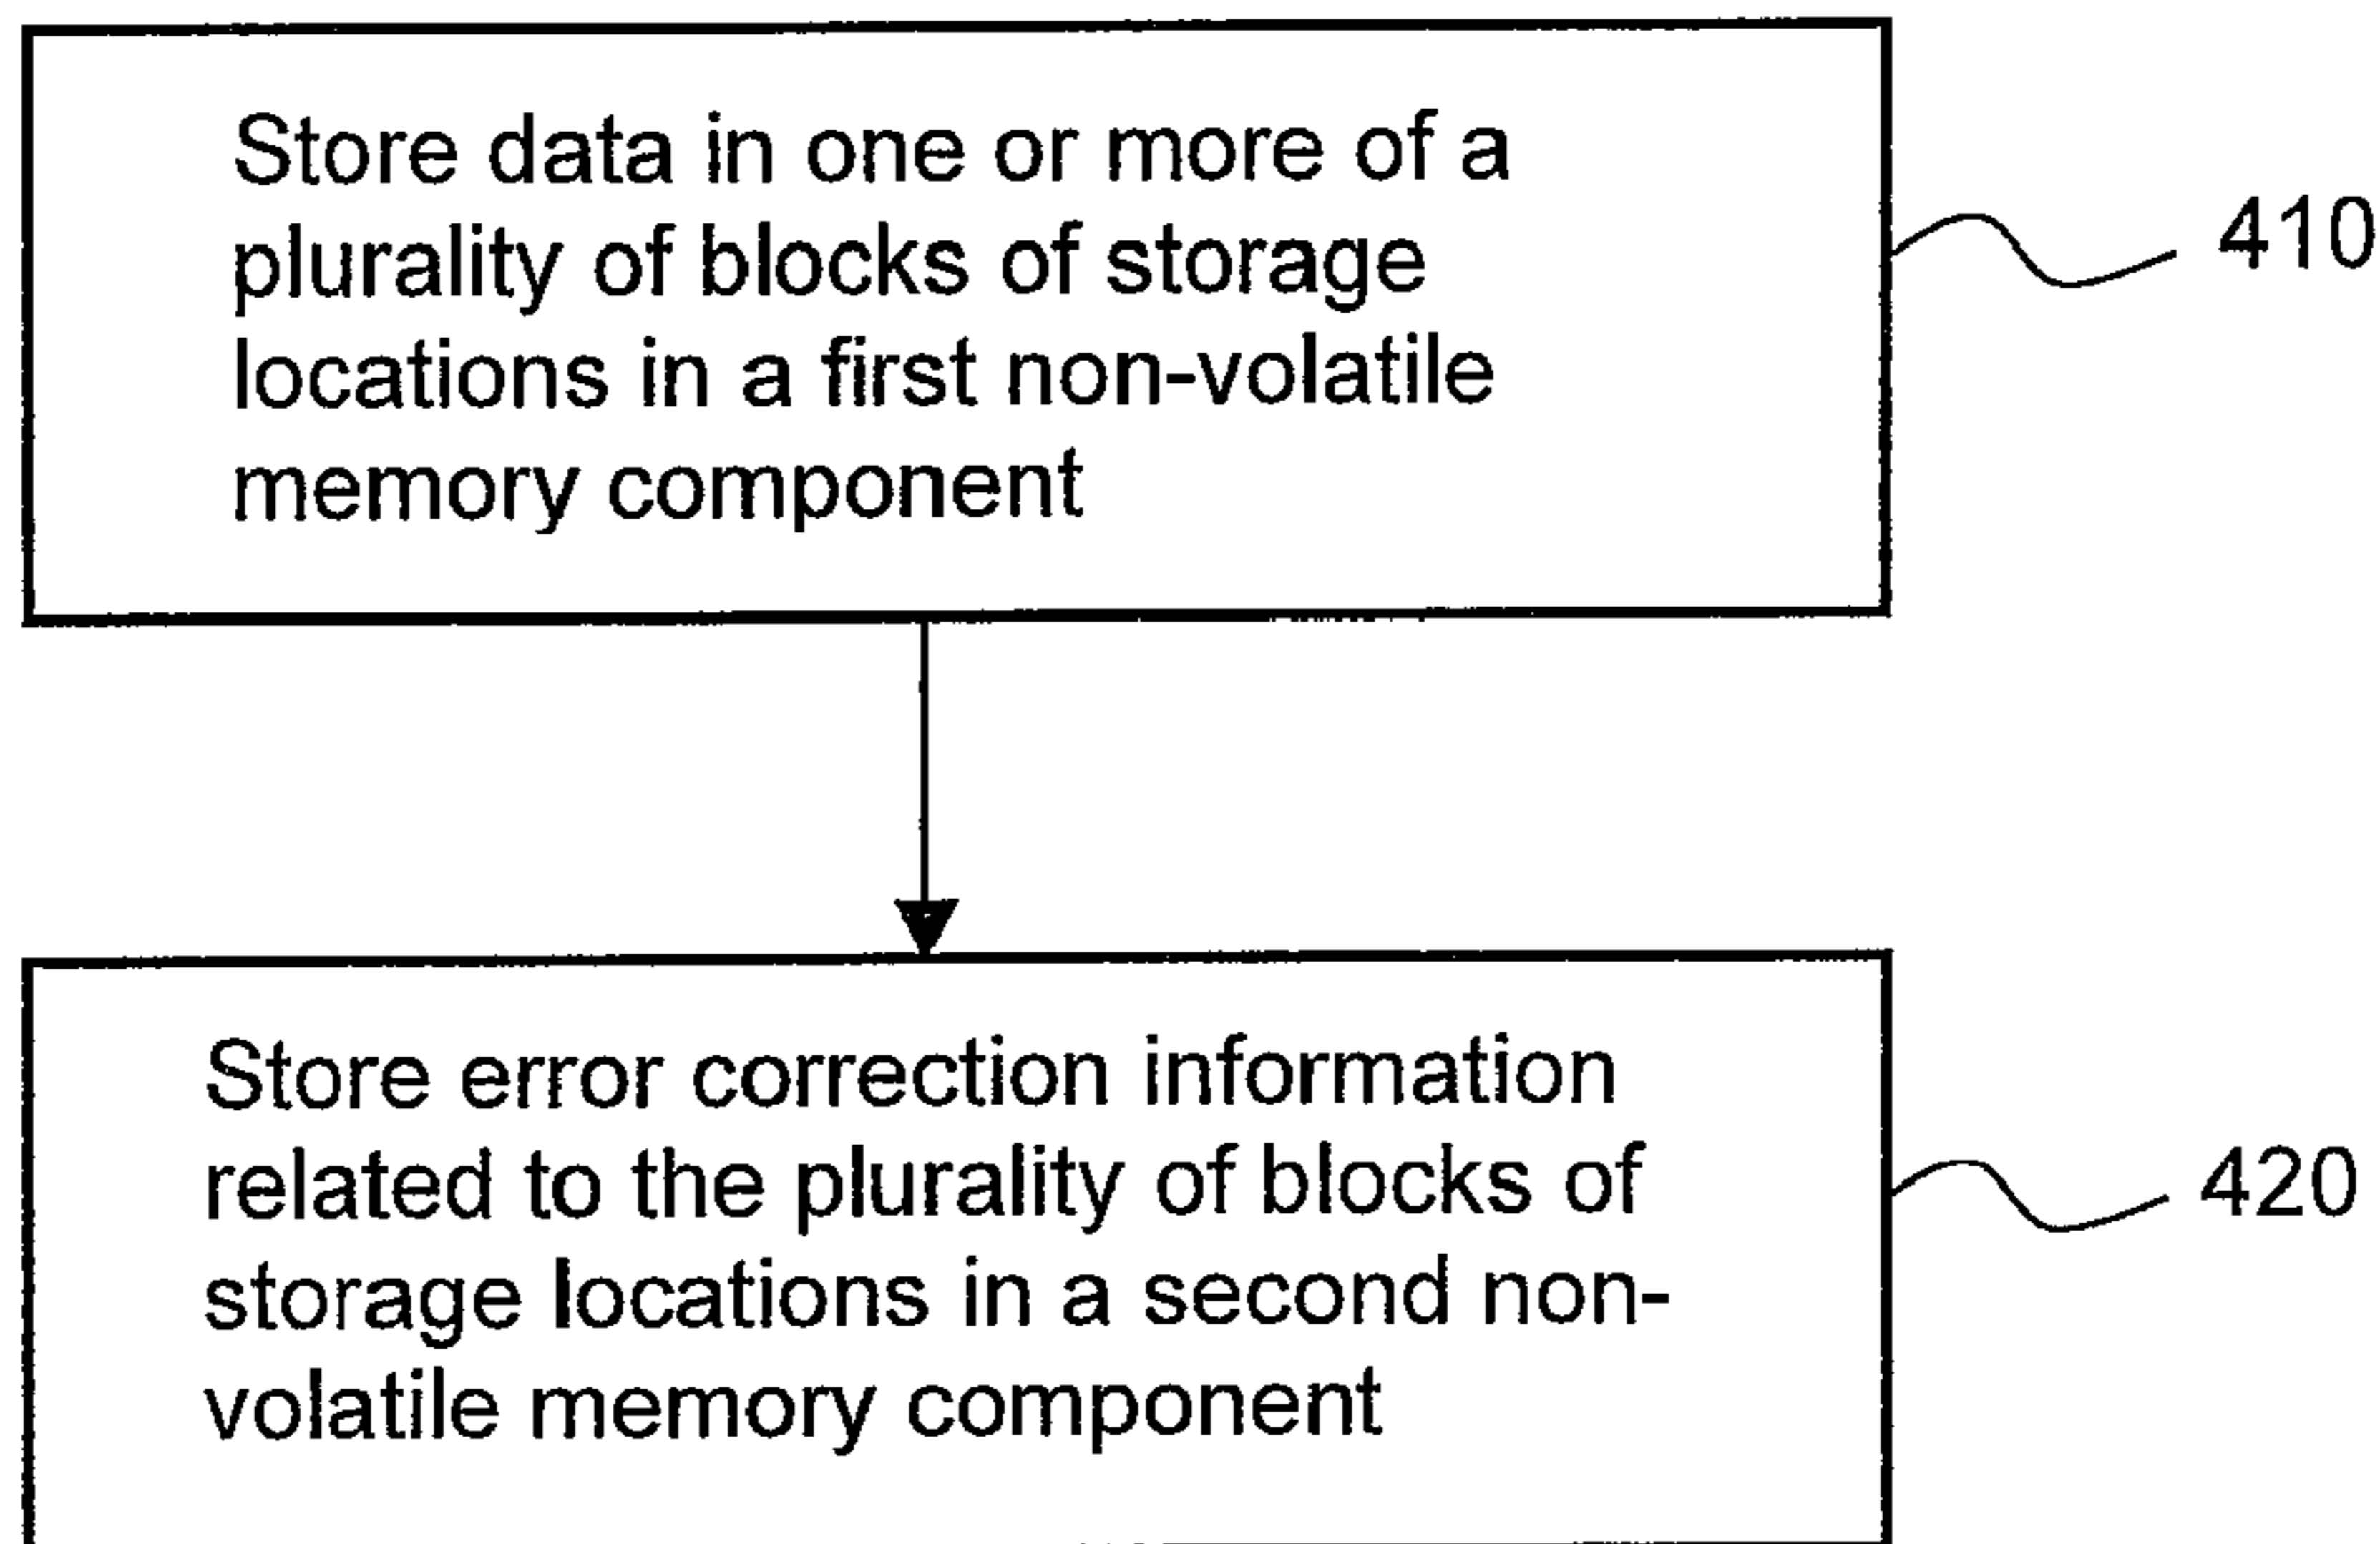 Store data in one or more of a
plurality of blocks of storage
locations in a first non-volatile
memory component
410
Store error correction information
related to the plurality of blocks of
storage locations in a second non-
volatile memory component
420